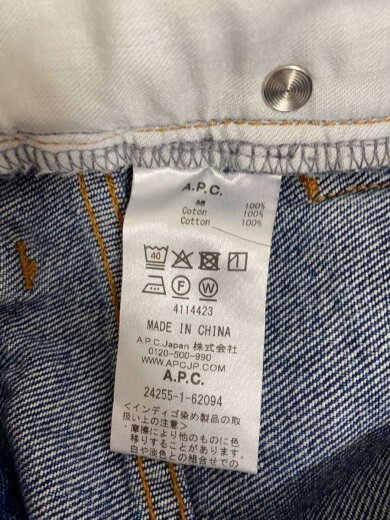 A.P.C.
綿 100%
Coton 100%
Cotton 100%
40
F W
4114423
MADE IN CHINA
A.P.C.Japan 株式会社
0120-500-990
WWW.APCJP.COM
A.P.C.
24255-1-62094
<インディゴ染め製品の取
扱い上の注意>
・摩擦により他のものに色
移りすることがあります。
白や淡色との組合せでの